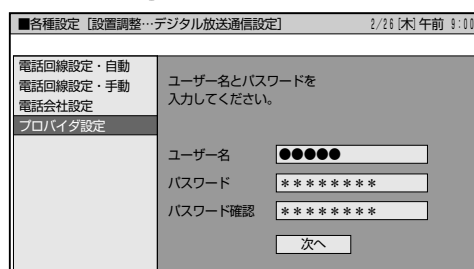 ■各種設定［設置調整…デジタル放送通信設定］ 2/26[木]午前 9:00
電話回線設定・自動
電話回線設定・手動
電話会社設定
プロバイダ設定
ユーザー名とパスワードを
入力してください。
ユーザー名 ●●●●●
パスワード ＊＊＊＊＊＊＊＊
パスワード確認 ＊＊＊＊＊＊＊＊
次へ